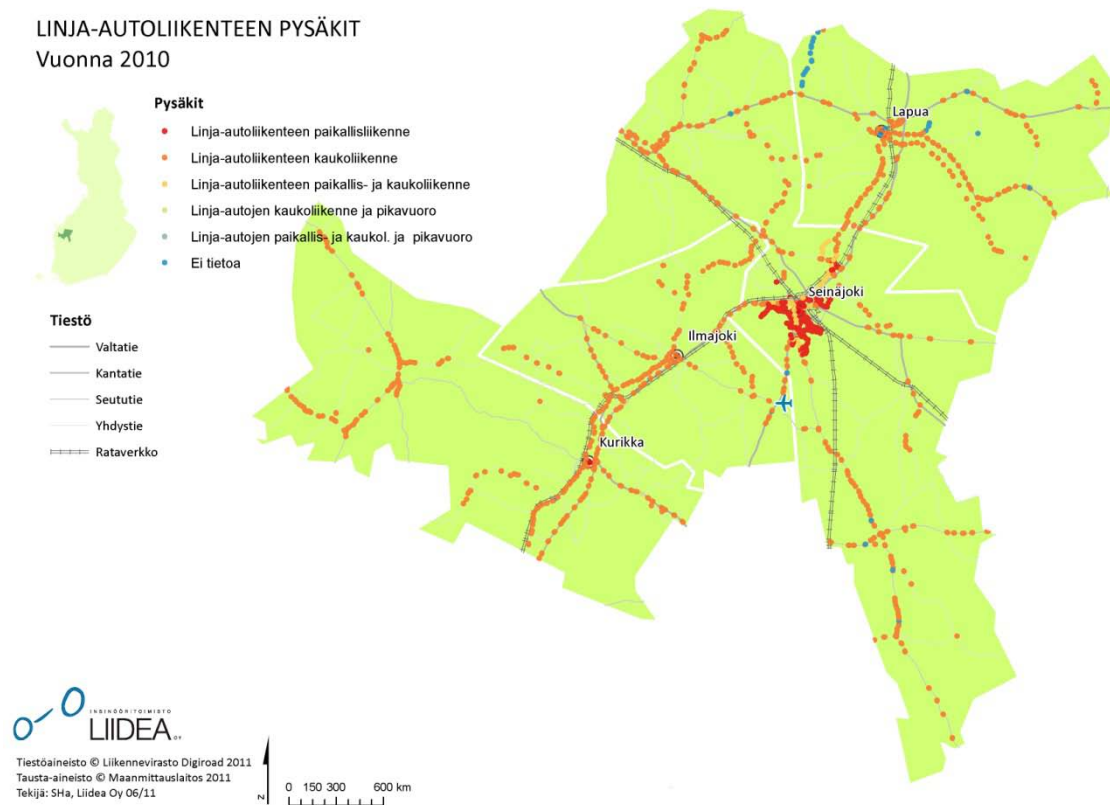 LINJA-AUTOLIIKENTEEN PYSÄKIT
Vuonna 2010
Pysäkit
Linja-autoliikenteen paikallisliikenne
Linja-autoliikenteen kaukoliikenne
Linja-autoliikenteen paikallis- ja kaukoliikenne
Linja-autojen kaukoliikenne ja pikavuoro
Linja-autojen paikallis- ja kaukol. ja pikavuoro
Ei tietoa
Tiestö
Valtatie
Kantatie
Seututie
Yhdystie
Rataverkko
Lapua
Seinäjoki
Ilmajoki
Kurikka
INSINÖÖRITOIMISTO
LIIDEA OY
Tiestöaineisto © Liikennevirasto Digiroad 2011
Tausta-aineisto © Maanmittauslaitos 2011
Tekijä: SHa, Liidea Oy 06/11
N
0 150 300 600 km